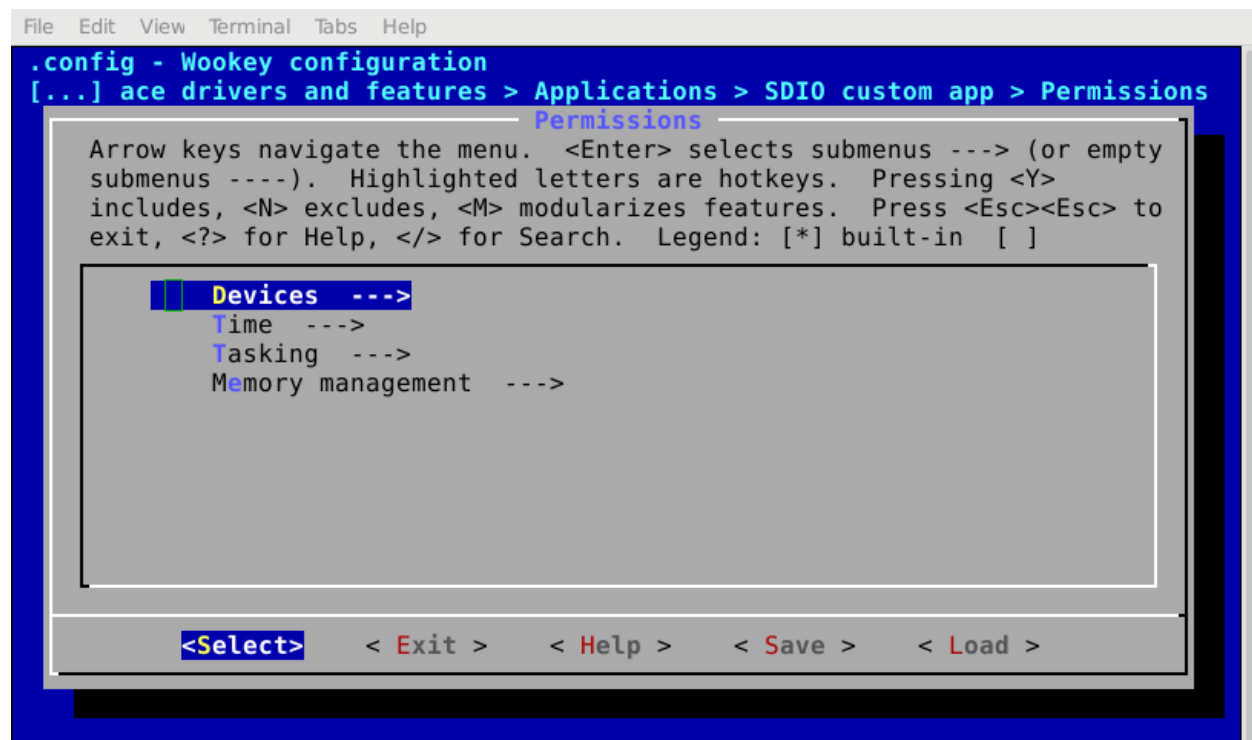 File Edit View Terminal Tabs Help
.config - Wookey configuration
[...] ace drivers and features > Applications > SDIO custom app > Permissions
Permissions
Arrow keys navigate the menu.  <Enter> selects submenus ---> (or empty
submenus ----).  Highlighted letters are hotkeys.  Pressing <Y>
includes, <N> excludes, <M> modularizes features.  Press <Esc><Esc> to
exit, <?> for Help, </> for Search.  Legend: [*] built-in  [ ]
Devices  --->
Time  --->
Tasking  --->
Memory management  --->
<Select>    < Exit >    < Help >    < Save >    < Load >